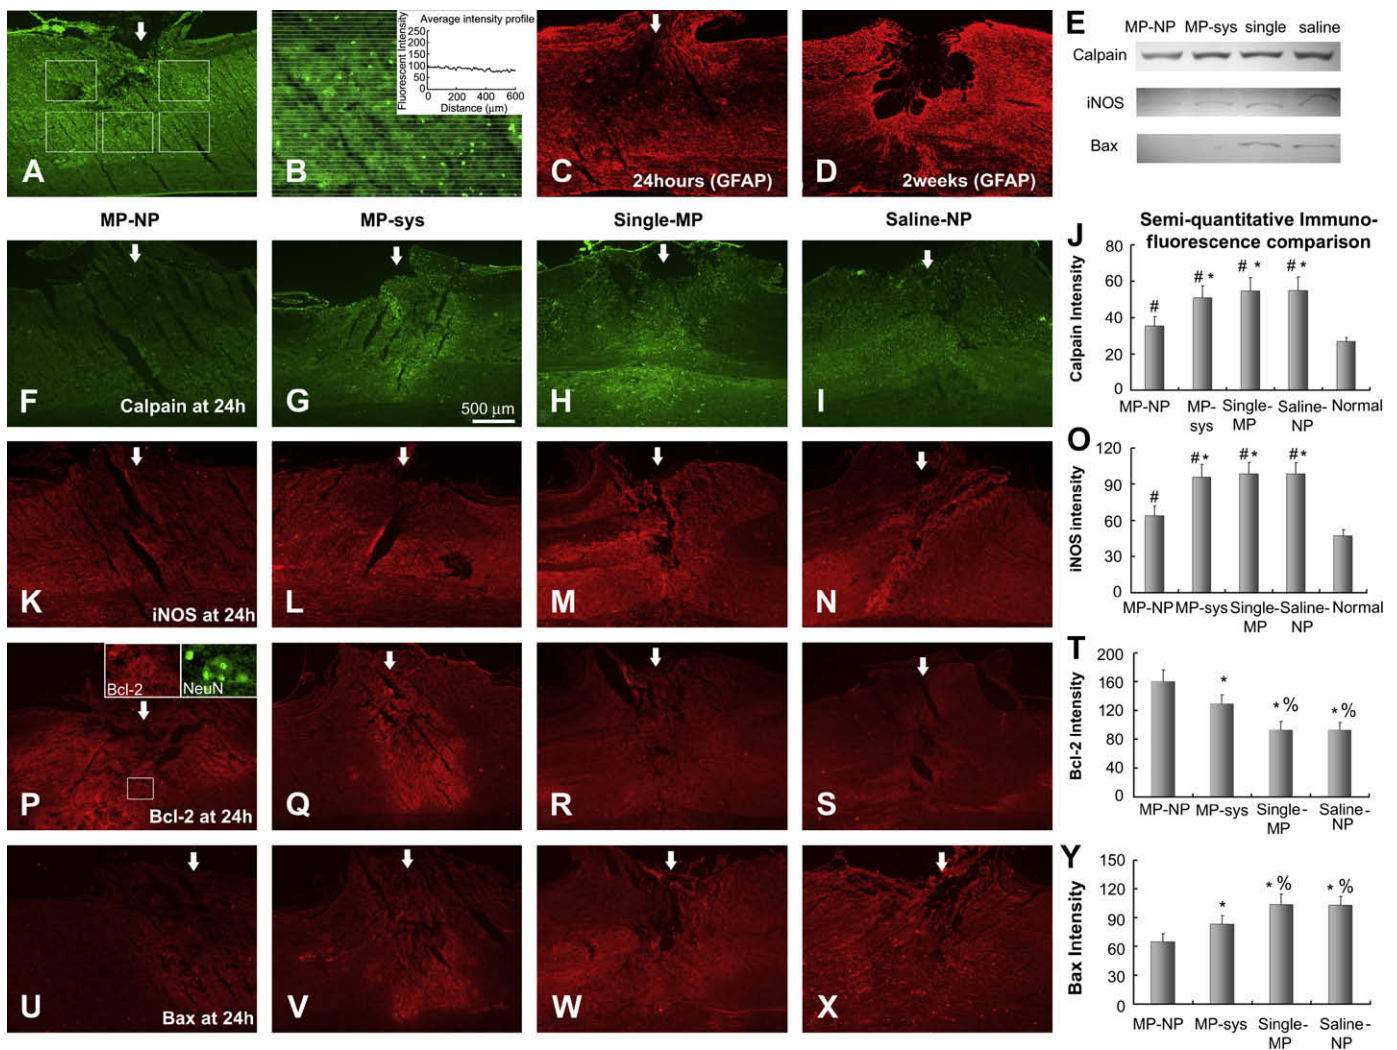 A
B
Average intensity profile
Fluorescent Intensity
250
200
150
100
50
0
0 200 400 600
Distance (μm)
C
24hours (GFAP)
D
2weeks (GFAP)
E
MP-NP MP-sys single saline
Calpain
iNOS
Bax
MP-NP MP-sys Single-MP Saline-NP
F
Calpain at 24h
G
500 μm
H
I
J
Semi-quantitative Immuno-
fluorescence comparison
Calpain Intensity
80
60
40
20
0
#
# *
# *
# *
MP-NP MP-sys Single-MP Saline-NP Normal
K
iNOS at 24h
L
M
N
O
iNOS intensity
120
90
60
30
0
#
# *
# *
# *
MP-NP MP-sys Single-MP Saline-NP Normal
P
Bcl-2
NeuN
Bcl-2 at 24h
Q
R
S
T
Bcl-2 Intensity
200
160
120
80
40
0
*
* %
* %
MP-NP MP-sys Single-MP Saline-NP
U
Bax at 24h
V
W
X
Y
Bax Intensity
150
120
90
60
30
0
*
* %
* %
MP-NP MP-sys Single-MP Saline-NP